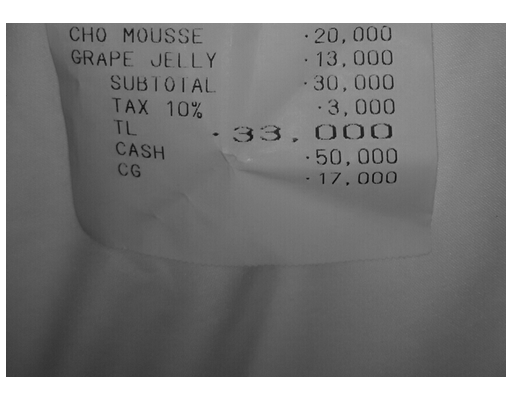 CHO MOUSSE ·20,000
GRAPE JELLY ·13,000
SUBTOTAL ·30,000
TAX 10% ·3,000
TL ·33,000
CASH ·50,000
CG ·17,000